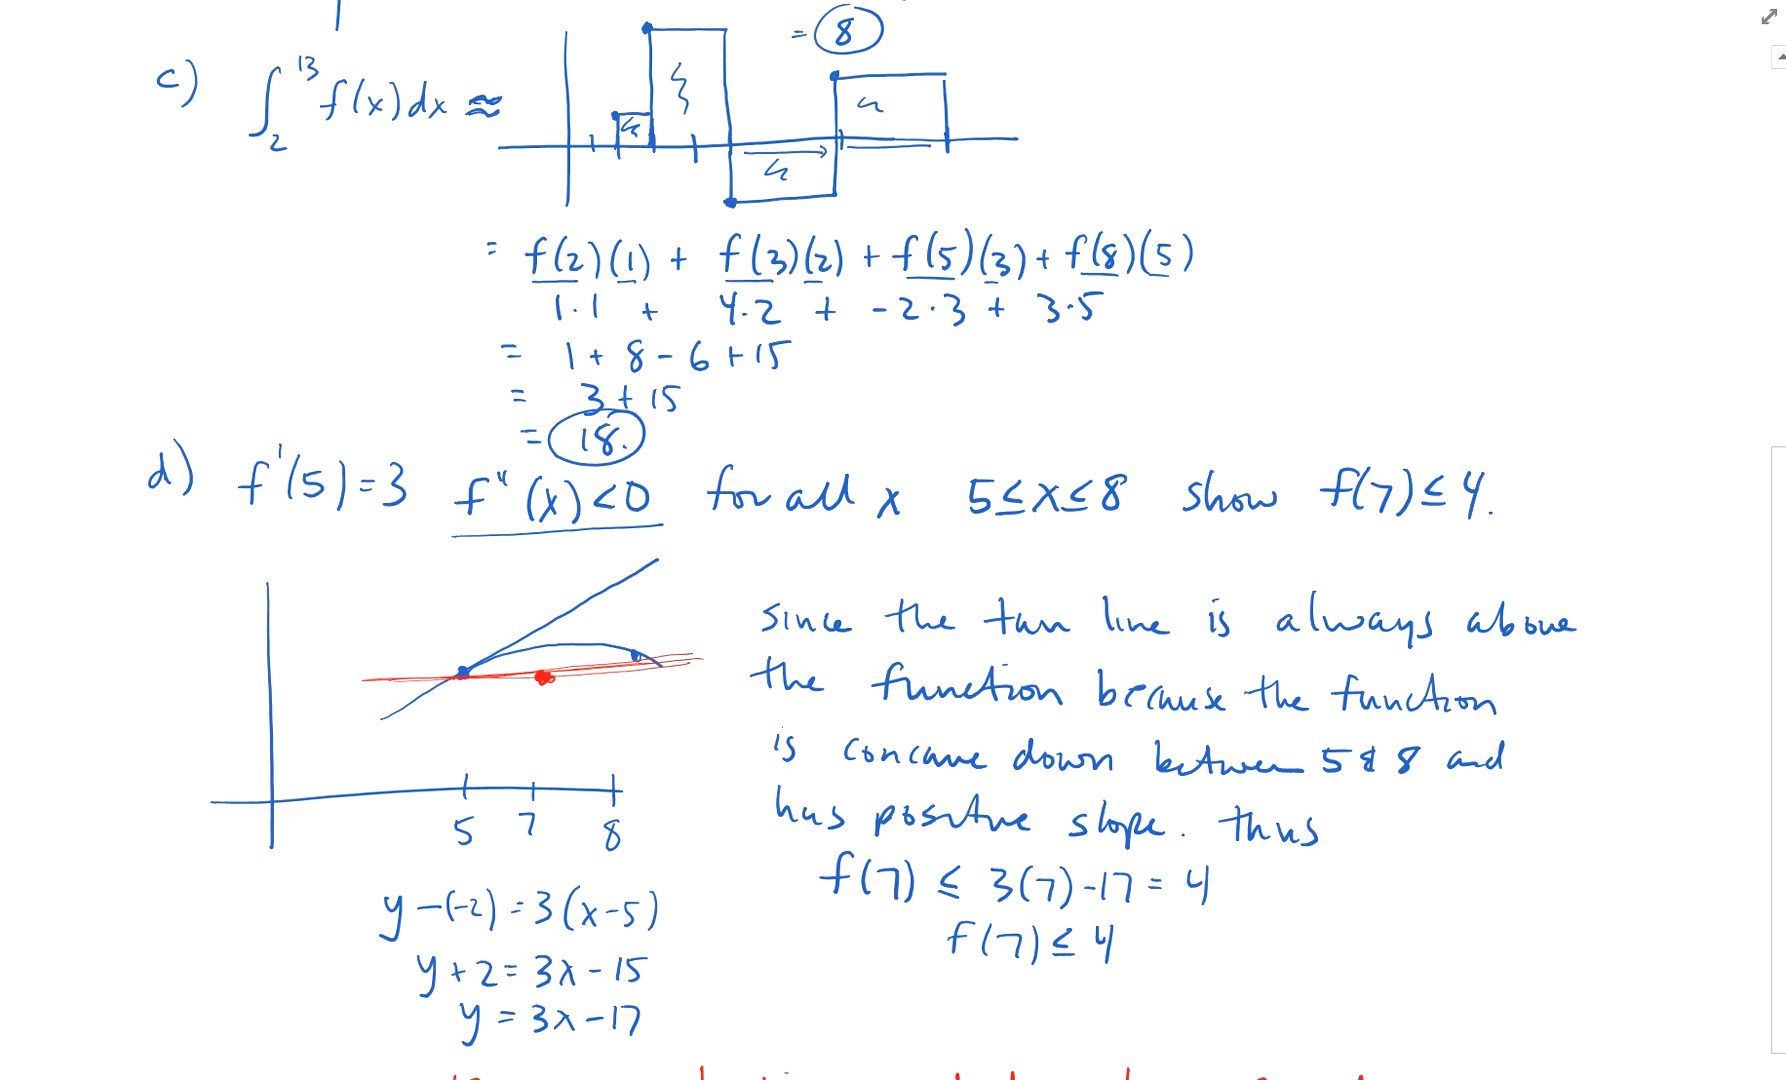 = 8
c) ∫₂¹³ f(x)dx ≈
= f(2)(1) + f(3)(2) + f(5)(3) + f(8)(5)
1·1 + 4·2 + -2·3 + 3·5
= 1 + 8 - 6 + 15
= 3 + 15
= 18.
d) f'(5)=3 f"(x)<0 for all x 5≤x≤8 show f(7)≤4.
since the tan line is always above
the function because the function
is concave down between 5 & 8 and
has positive slope. thus
5 7 8
f(7) ≤ 3(7)-17 = 4
y-(-2) = 3(x-5)
f(7) ≤ 4
y+2 = 3x-15
y = 3x-17